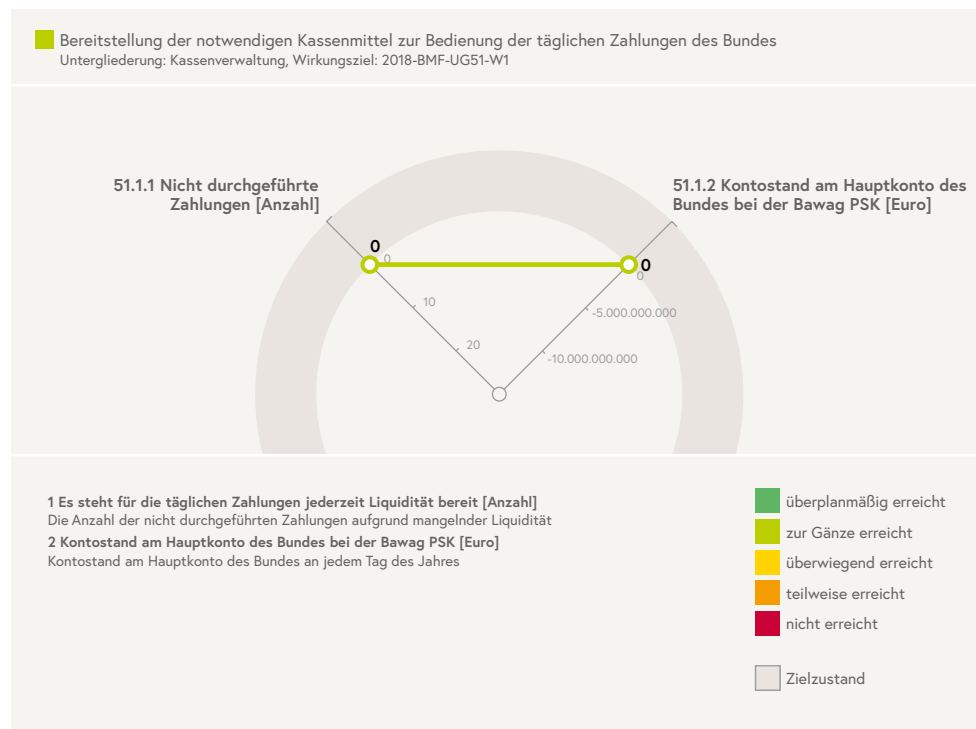 Bereitstellung der notwendigen Kassenmittel zur Bedienung der täglichen Zahlungen des Bundes
Untergliederung: Kassenverwaltung, Wirkungsziel: 2018-BMF-UG51-W1
51.1.1 Nicht durchgeführte
Zahlungen [Anzahl]
51.1.2 Kontostand am Hauptkonto des
Bundes bei der Bawag PSK [Euro]
0
0
10
20
0
0
-5.000.000.000
-10.000.000.000
1 Es steht für die täglichen Zahlungen jederzeit Liquidität bereit [Anzahl]
Die Anzahl der nicht durchgeführten Zahlungen aufgrund mangelnder Liquidität
2 Kontostand am Hauptkonto des Bundes bei der Bawag PSK [Euro]
Kontostand am Hauptkonto des Bundes an jedem Tag des Jahres
überplanmäßig erreicht
zur Gänze erreicht
überwiegend erreicht
teilweise erreicht
nicht erreicht
Zielzustand